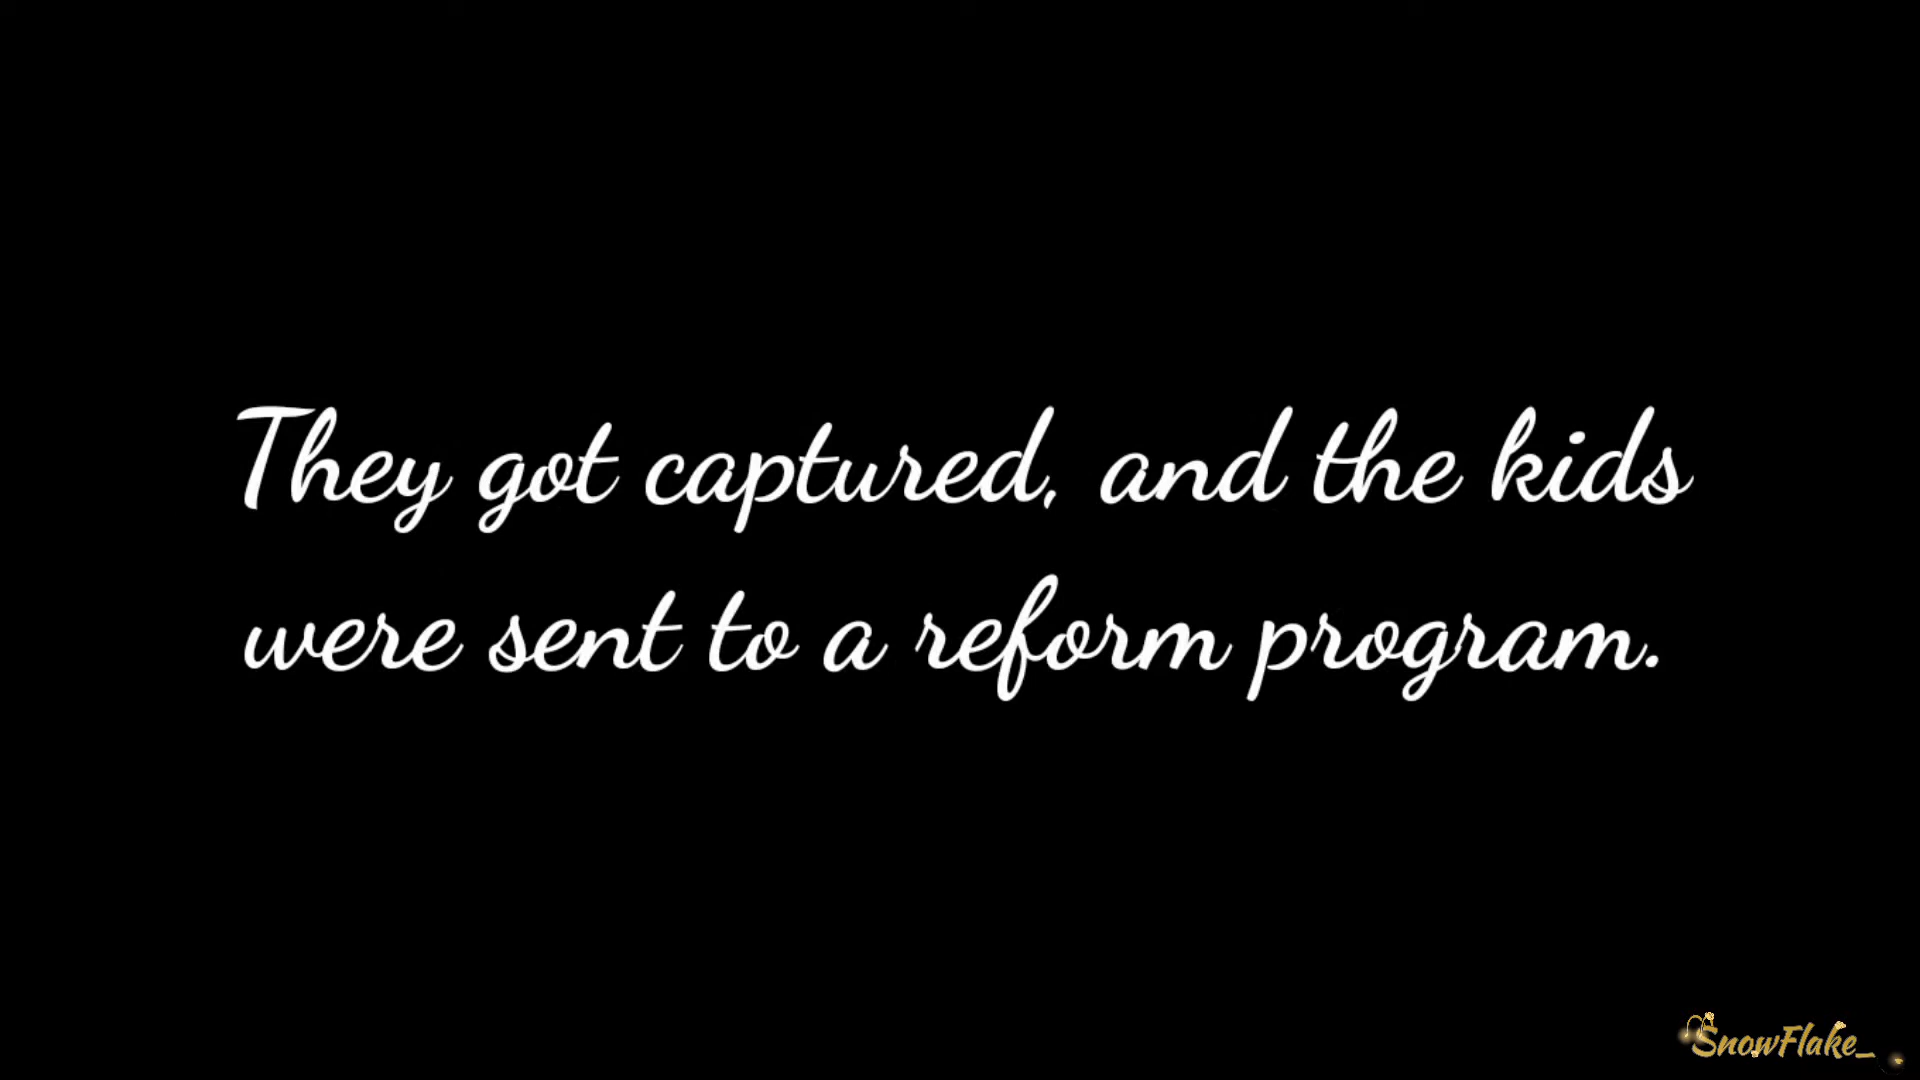 They got captured, and the kids
were sent to a reform program.
SnowFlake_